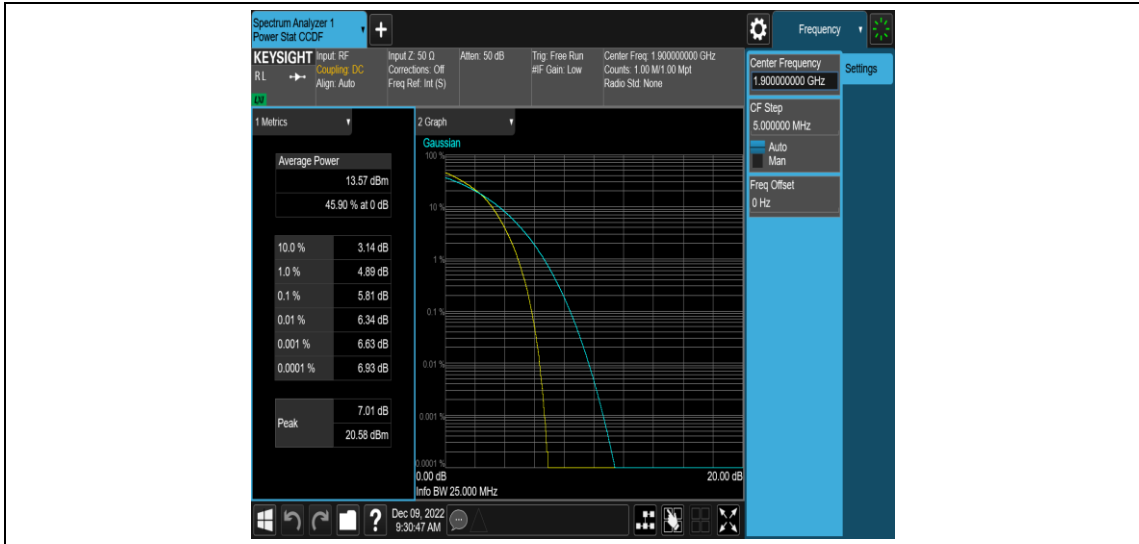 Spectrum Analyzer 1
Power Stat CCDF
+
Frequency
KEYSIGHT
RL
Input: RF
Coupling: DC
Align: Auto
Input Z: 50 Ω
Corrections: Off
Freq Ref: Int (S)
Atten: 50 dB
Trig: Free Run
#IF Gain: Low
Center Freq: 1.900000000 GHz
Counts: 1.00 M/1.00 Mpt
Radio Std: None
Center Frequency
1.900000000 GHz
Settings
CF Step
5.000000 MHz
Auto
Man
Freq Offset
0 Hz
1 Metrics
Average Power
13.57 dBm
45.90 % at 0 dB
10.0 % 3.14 dB
1.0 % 4.89 dB
0.1 % 5.81 dB
0.01 % 6.34 dB
0.001 % 6.63 dB
0.0001 % 6.93 dB
Peak
7.01 dB
20.58 dBm
2 Graph
Gaussian
100 %
10 %
1 %
0.1 %
0.01 %
0.001 %
0.0001 %
0.00 dB 20.00 dB
Info BW 25.000 MHz
?
Dec 09, 2022
9:30:47 AM